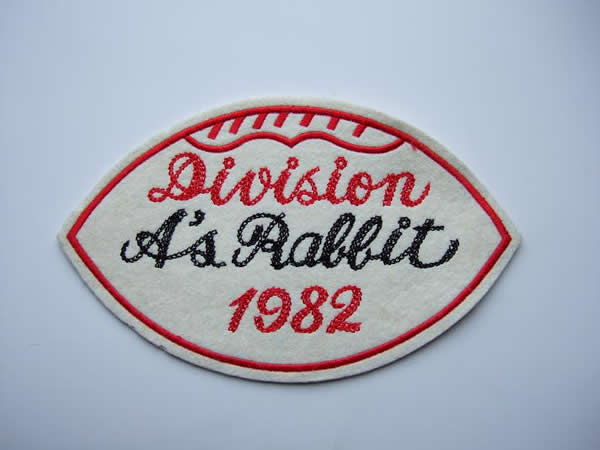 Division
A's Rabbit
1982